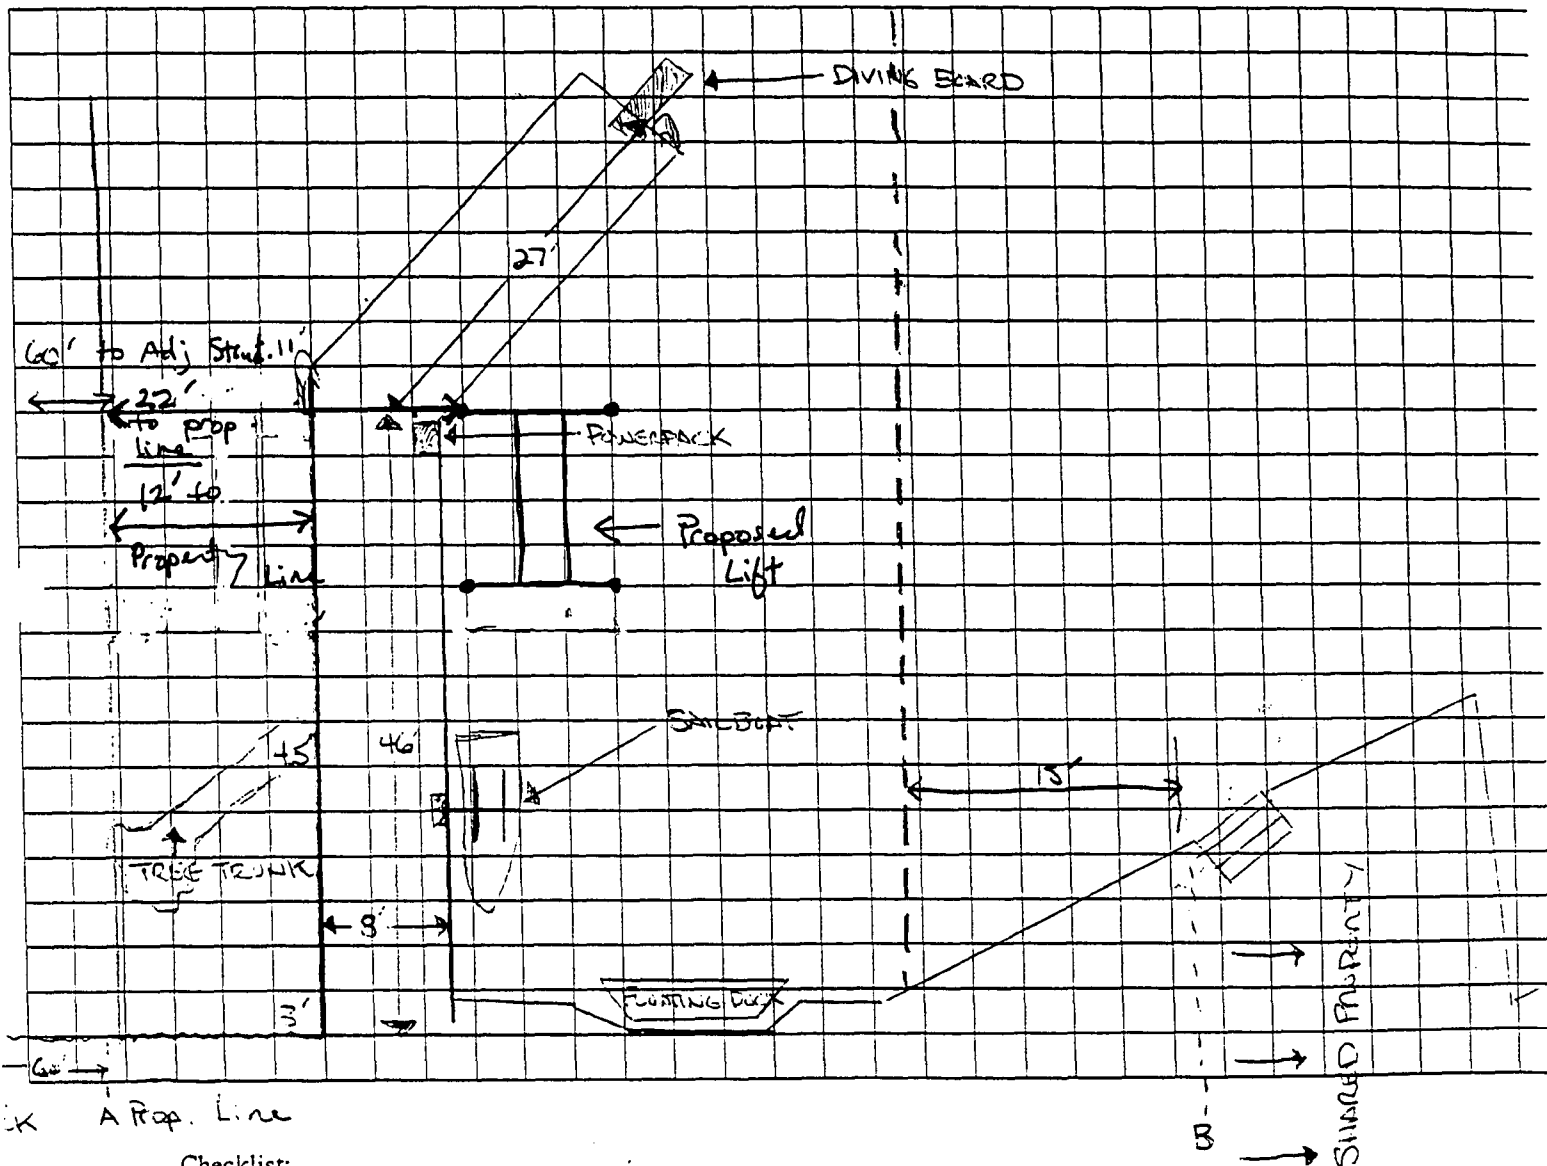 DIVING BOARD
27'
60' to Adj Struct. 11'
22'
to prop
line
POWERPACK
12' to
Property
Line
Proposed
Lift
SAILBOAT
45'
46'
15'
TREE TRUNK
8'
FLOATING DOCK
3'
60'
A Prop. Line
B
SHARED PROPERTY
Checklist: